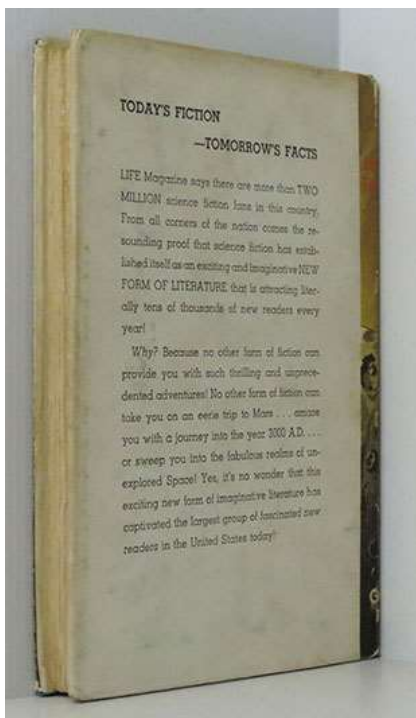 TODAY'S FICTION
—TOMORROW'S FACTS
LIFE Magazine says there are more than TWO
MILLION science fiction fans in this country.
From all corners of the nation comes the re-
sounding proof that science fiction has estab-
lished itself as an exciting and imaginative NEW
FORM OF LITERATURE that is attracting liter-
ally tens of thousands of new readers every
year!
Why? Because no other form of fiction can
provide you with such thrilling and unprece-
dented adventures! No other form of fiction can
take you on an eerie trip to Mars . . . amaze
you with a journey into the year 3000 A.D. . . .
or sweep you into the fabulous realms of un-
explored Space! Yes, it's no wonder that this
exciting new form of imaginative literature has
captivated the largest group of fascinated new
readers in the United States today!